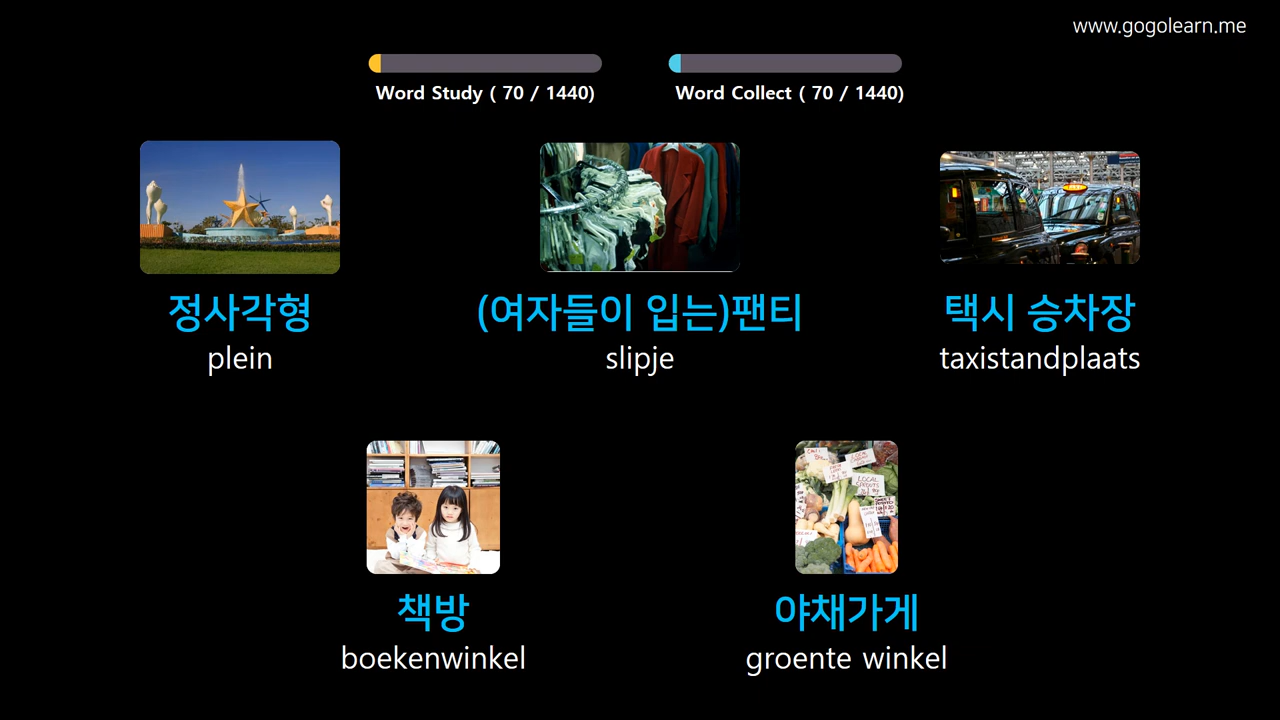 www.gogolearn.me
Word Study ( 70 / 1440)
Word Collect ( 70 / 1440)
정사각형
plein
(여자들이 입는)팬티
slipje
택시 승차장
taxistandplaats
책방
boekenwinkel
야채가게
groente winkel